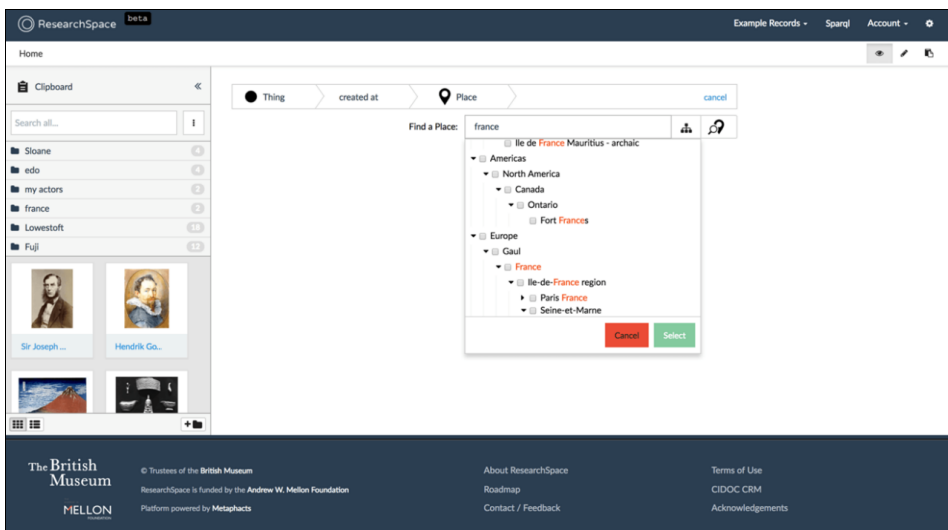 ResearchSpace beta
Example Records
Sparql
Account
Home
Clipboard
Search all...
Sloane 4
edo 4
my actors 2
france 2
Lowestoft
Fuji 12
Sir Joseph ...
Hendrik Go...
Thing
created at
Place
cancel
Find a Place:
france
Ile de France Mauritius - archaic
Americas
North America
Canada
Ontario
Fort Frances
Europe
Gaul
France
Ile-de-France region
Paris France
Seine-et-Marne
Cancel
Select
The British
Museum
MELLON
FOUNDATION
© Trustees of the British Museum
ResearchSpace is funded by the Andrew W. Mellon Foundation
Platform powered by Metaphacts
About ResearchSpace
Roadmap
Contact / Feedback
Terms of Use
CIDOC CRM
Acknowledgements